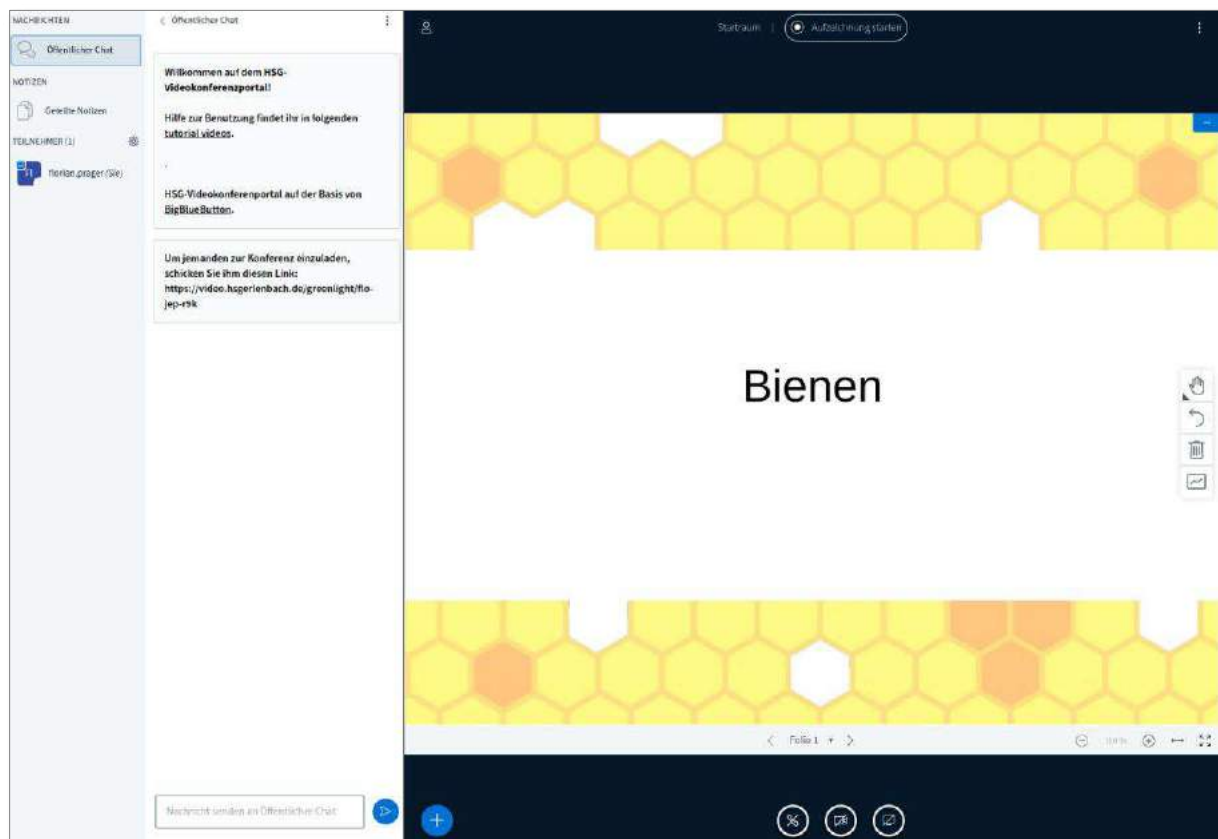 NACHRICHTEN
Öffentlicher Chat
NOTIZEN
Geteilte Notizen
TEILNEHMER (1)
florian.prager (Sie)
Öffentlicher Chat
Willkommen auf dem HSG-
Videokonferenzportal!
Hilfe zur Benutzung findet ihr in folgenden
tutorial videos.
.
HSG-Videokonferenportal auf der Basis von
BigBlueButton.
Um jemanden zur Konferenz einzuladen,
schicken Sie ihm diesen Link:
https://video.hsgerlenbach.de/greenlight/flo-
jep-r9k
Nachricht senden an Öffentlicher Chat
Startraum | Aufzeichnung starten
Bienen
Folie 1
100%